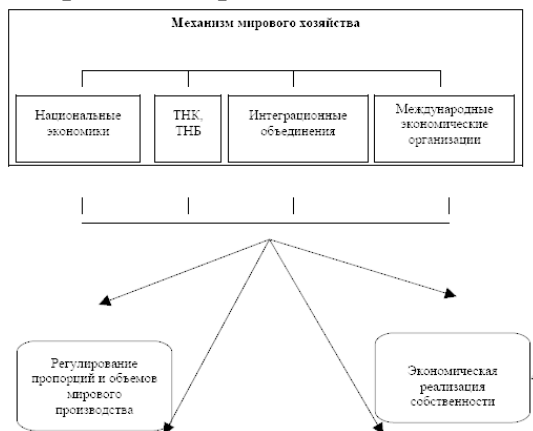 Механизм мирового хозяйства
Национальные
экономики
ТНК,
ТНБ
Интеграционные
объединения
Международные
экономические
организации
Регулирование
пропорций и объемов
мирового
производства
Экономическая
реализация
собственности